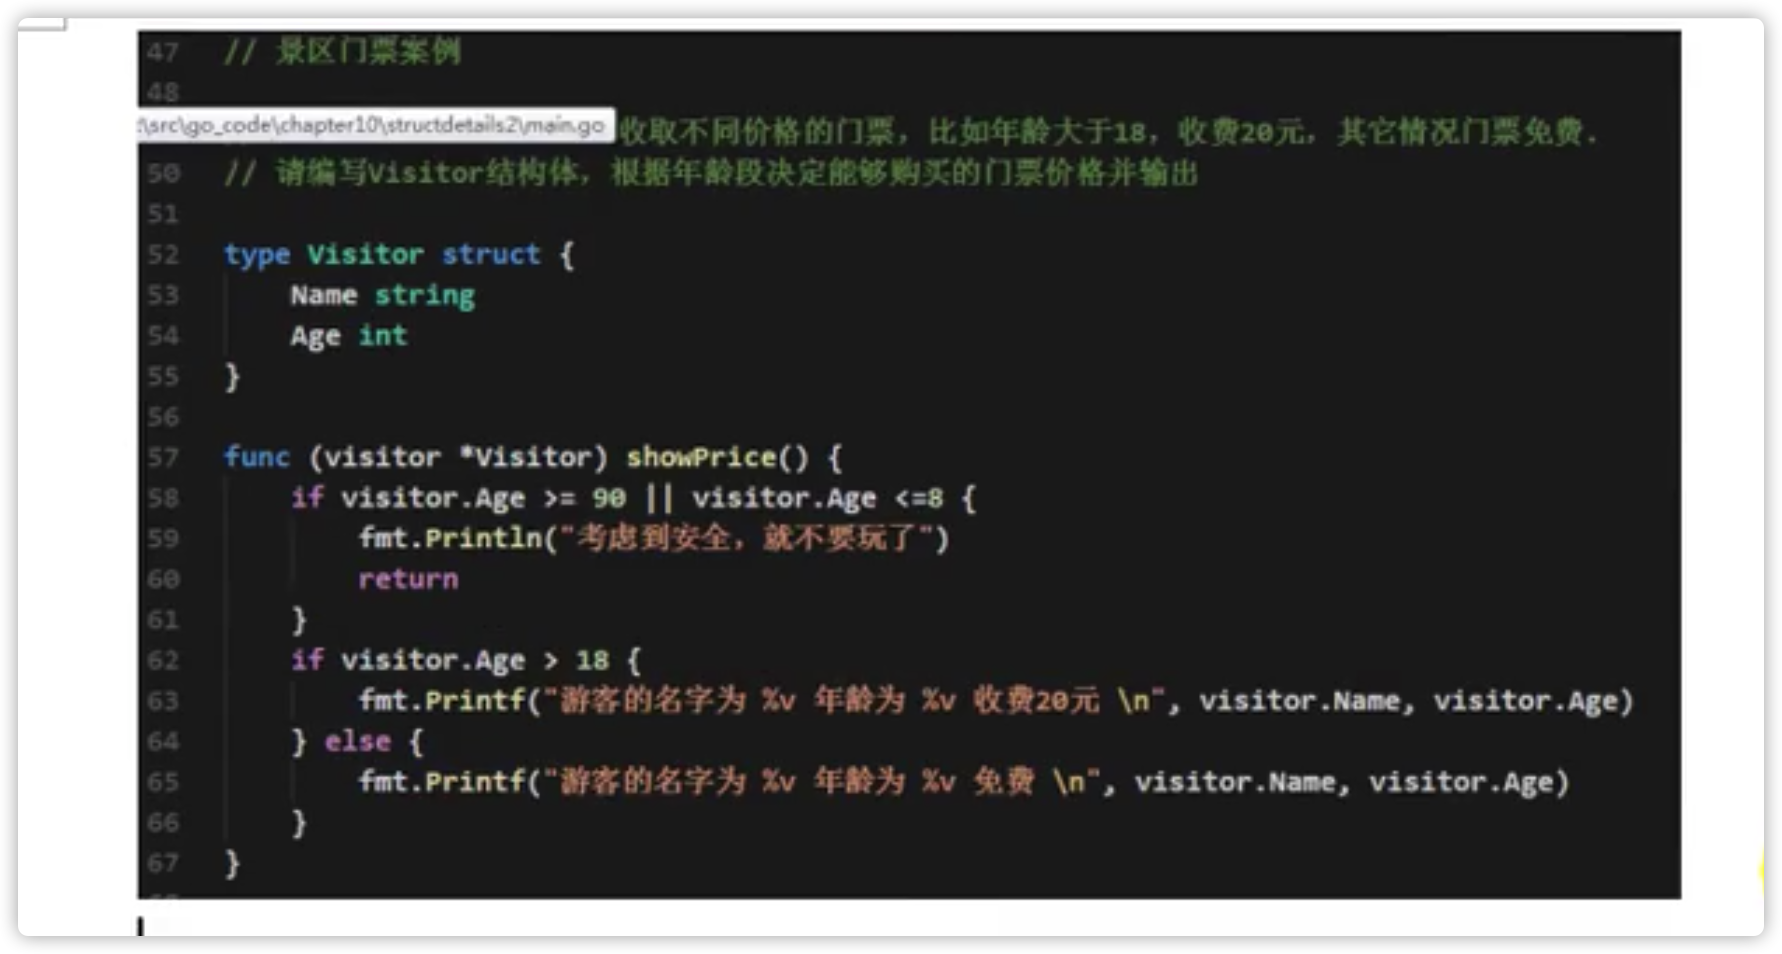 47 // 景区门票案例
48
:\src\go_code\chapter10\structdetails2\main.go 收取不同价格的门票，比如年龄大于18，收费20元，其它情况门票免费.
50 // 请编写Visitor结构体，根据年龄段决定能够购买的门票价格并输出
51
52 type Visitor struct {
53 Name string
54 Age int
55 }
56
57 func (visitor *Visitor) showPrice() {
58 if visitor.Age >= 90 || visitor.Age <=8 {
59 fmt.Println("考虑到安全，就不要玩了")
60 return
61 }
62 if visitor.Age > 18 {
63 fmt.Printf("游客的名字为 %v 年龄为 %v 收费20元 \n", visitor.Name, visitor.Age)
64 } else {
65 fmt.Printf("游客的名字为 %v 年龄为 %v 免费 \n", visitor.Name, visitor.Age)
66 }
67 }